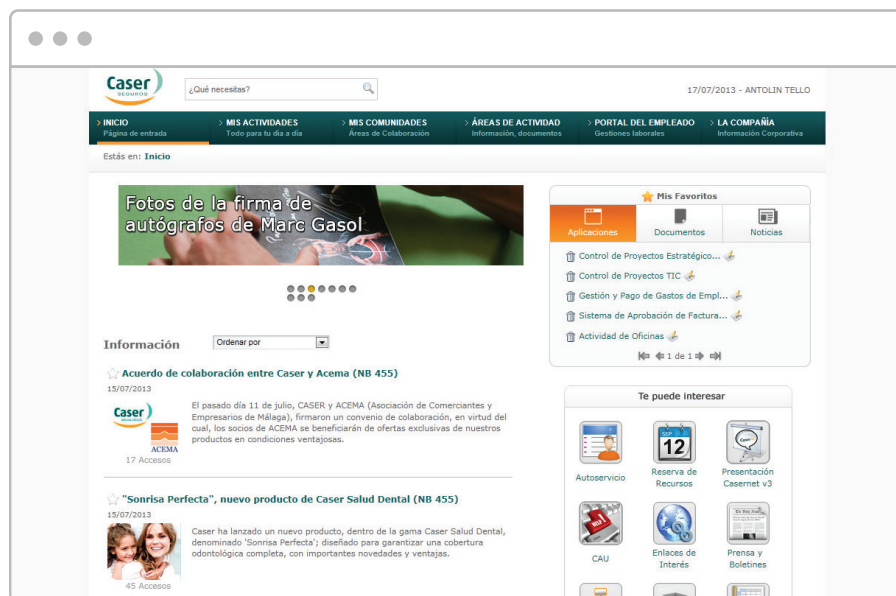 Caser
SEGUROS
¿Qué necesitas?
17/07/2013 - ANTOLIN TELLO
> INICIO
Página de entrada
> MIS ACTIVIDADES
Todo para tu día a día
> MIS COMUNIDADES
Áreas de Colaboración
> ÁREAS DE ACTIVIDAD
Información, documentos
> PORTAL DEL EMPLEADO
Gestiones laborales
> LA COMPAÑÍA
Información Corporativa
Estás en: Inicio
Fotos de la firma de
autógrafos de Marc Gasol
Información
Ordenar por
Acuerdo de colaboración entre Caser y Acema (NB 455)
15/07/2013
Caser
ACEMA
17 Accesos
El pasado día 11 de julio, CASER y ACEMA (Asociación de Comerciantes y
Empresarios de Málaga), firmaron un convenio de colaboración, en virtud del
cual, los socios de ACEMA se beneficiarán de ofertas exclusivas de nuestros
productos en condiciones ventajosas.
"Sonrisa Perfecta", nuevo producto de Caser Salud Dental (NB 455)
15/07/2013
Caser ha lanzado un nuevo producto, dentro de la gama Caser Salud Dental,
denominado 'Sonrisa Perfecta'; diseñado para garantizar una cobertura
odontológica completa, con importantes novedades y ventajas.
45 Accesos
Mis Favoritos
Aplicaciones
Documentos
Noticias
Control de Proyectos Estratégico...
Control de Proyectos TIC
Gestión y Pago de Gastos de Empl...
Sistema de Aprobación de Factura...
Actividad de Oficinas
1 de 1
Te puede interesar
SEP
12
Caser
Autoservicio
Reserva de
Recursos
Presentación
Casernet v3
HELP!
CAU
Enlaces de
Interés
Prensa y
Boletines